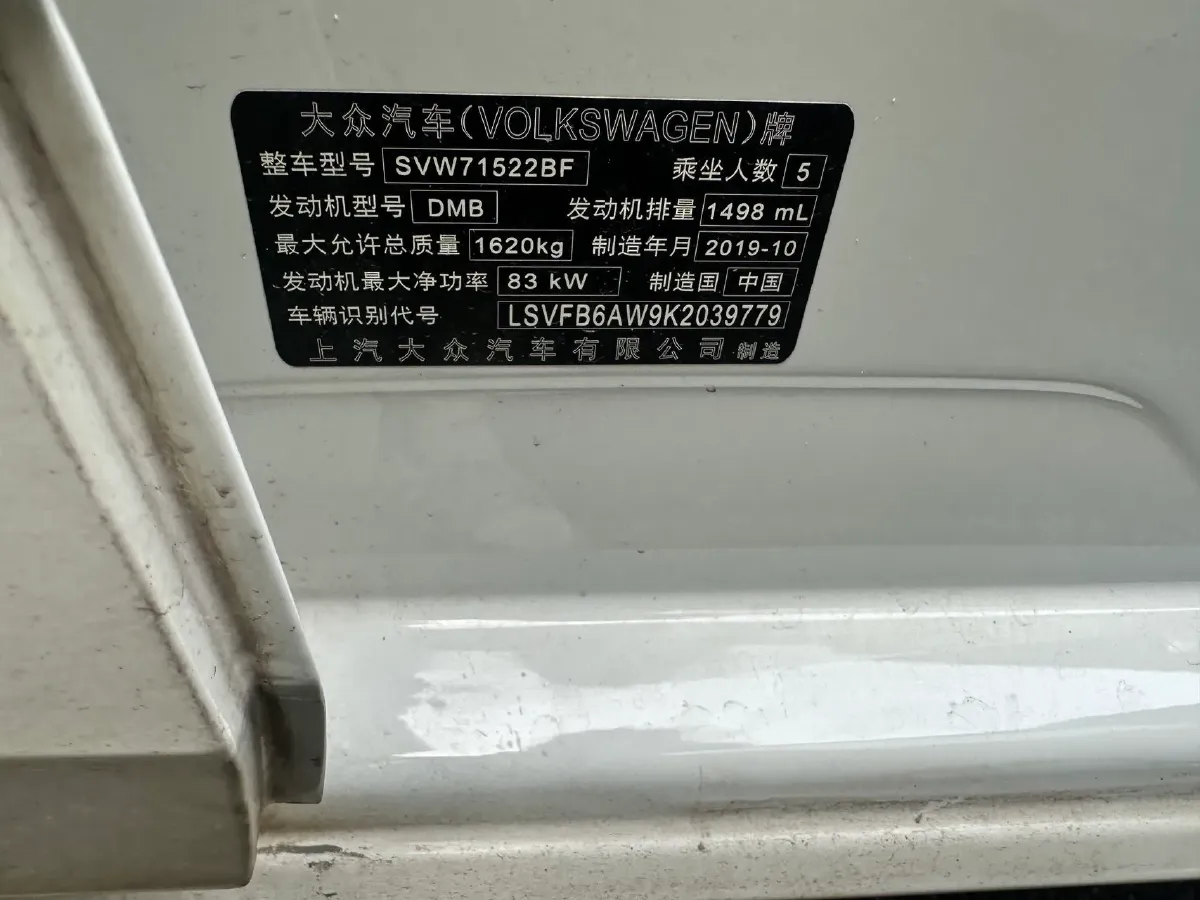 大众汽车(VOLKSWAGEN)牌
整车型号 SVW71522BF 乘坐人数 5
发动机型号 DMB 发动机排量 1498 mL
最大允许总质量 1620kg 制造年月 2019-10
发动机最大净功率 83 kW 制造国 中国
车辆识别代号 LSVFB6AW9K2039779
上汽大众汽车有限公司 制造